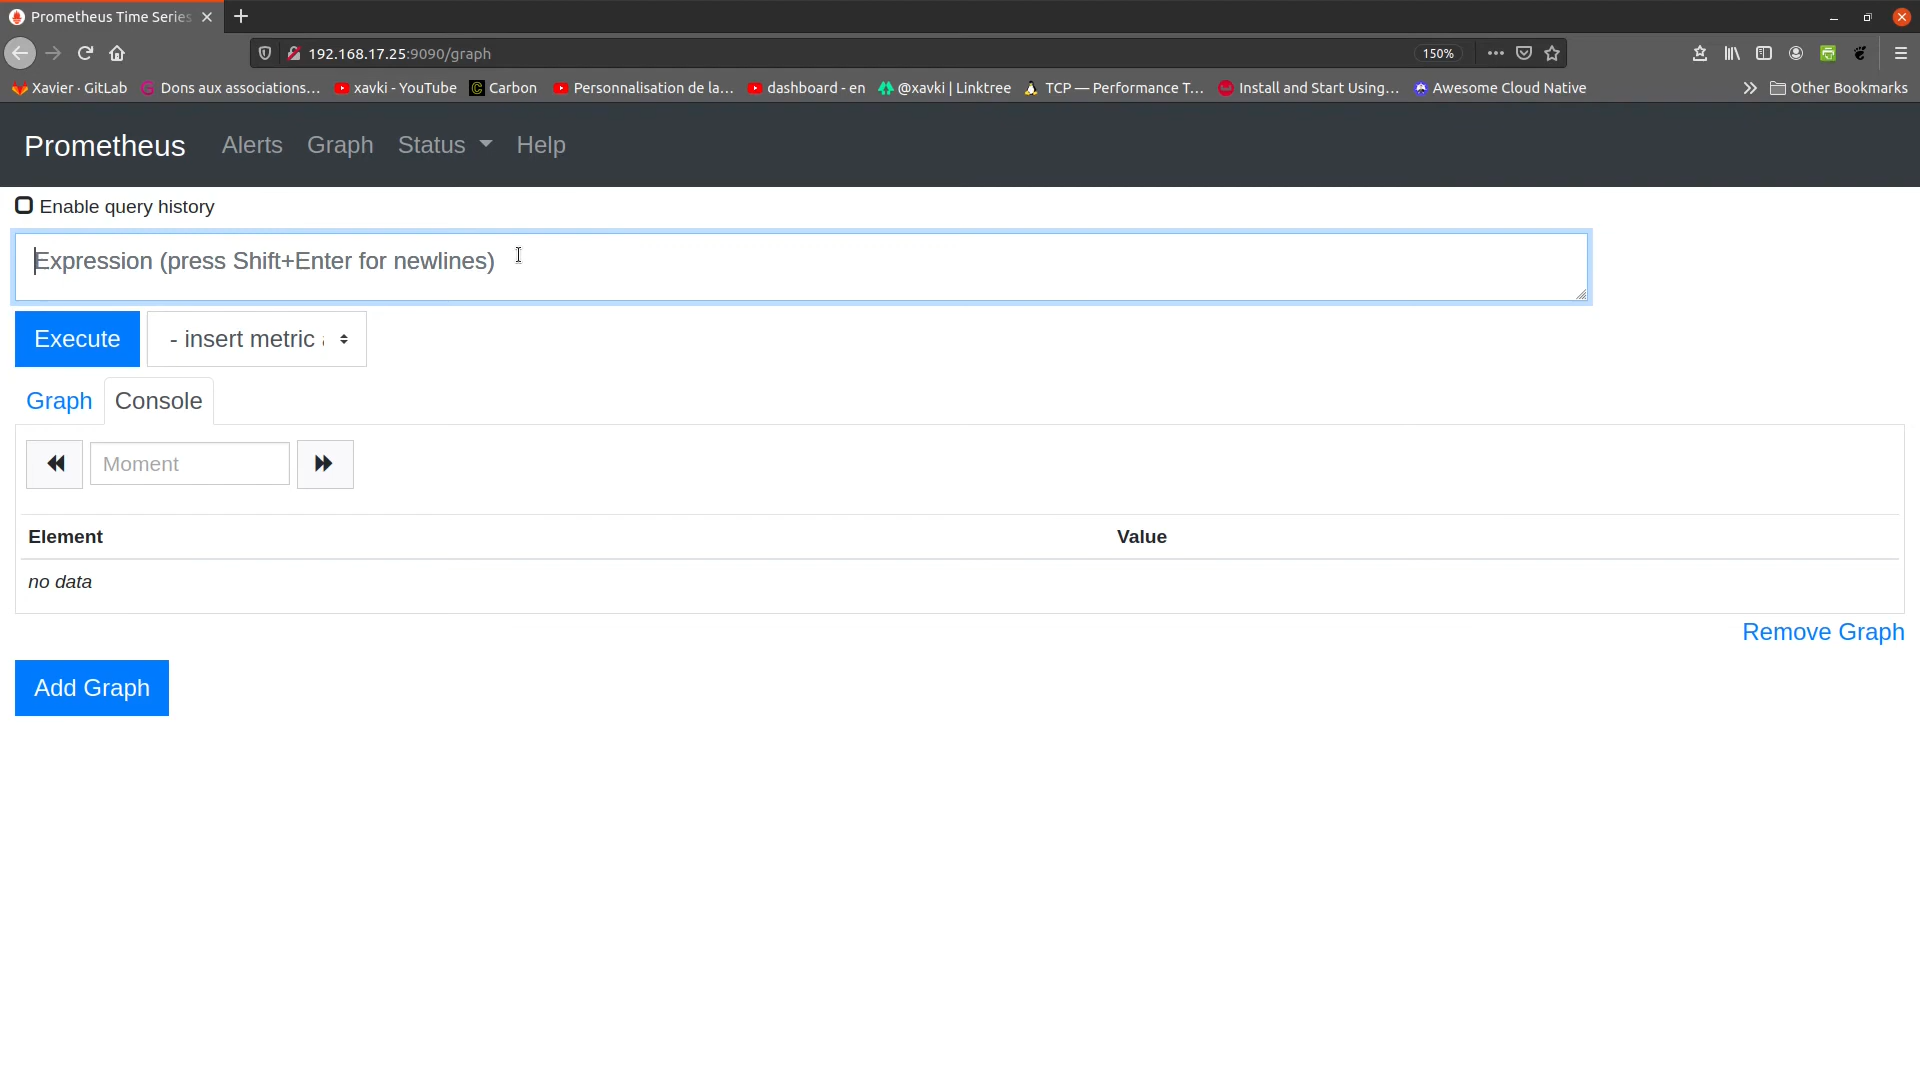 Prometheus Time Series
192.168.17.25:9090/graph
150%
Xavier · GitLab
Dons aux associations...
xavki - YouTube
Carbon
Personnalisation de la...
dashboard - en
@xavki | Linktree
TCP — Performance T...
Install and Start Using...
Awesome Cloud Native
Other Bookmarks
Prometheus
Alerts
Graph
Status
Help
Enable query history
Expression (press Shift+Enter for newlines)
Execute
- insert metric
Graph
Console
Moment
Element
Value
no data
Remove Graph
Add Graph